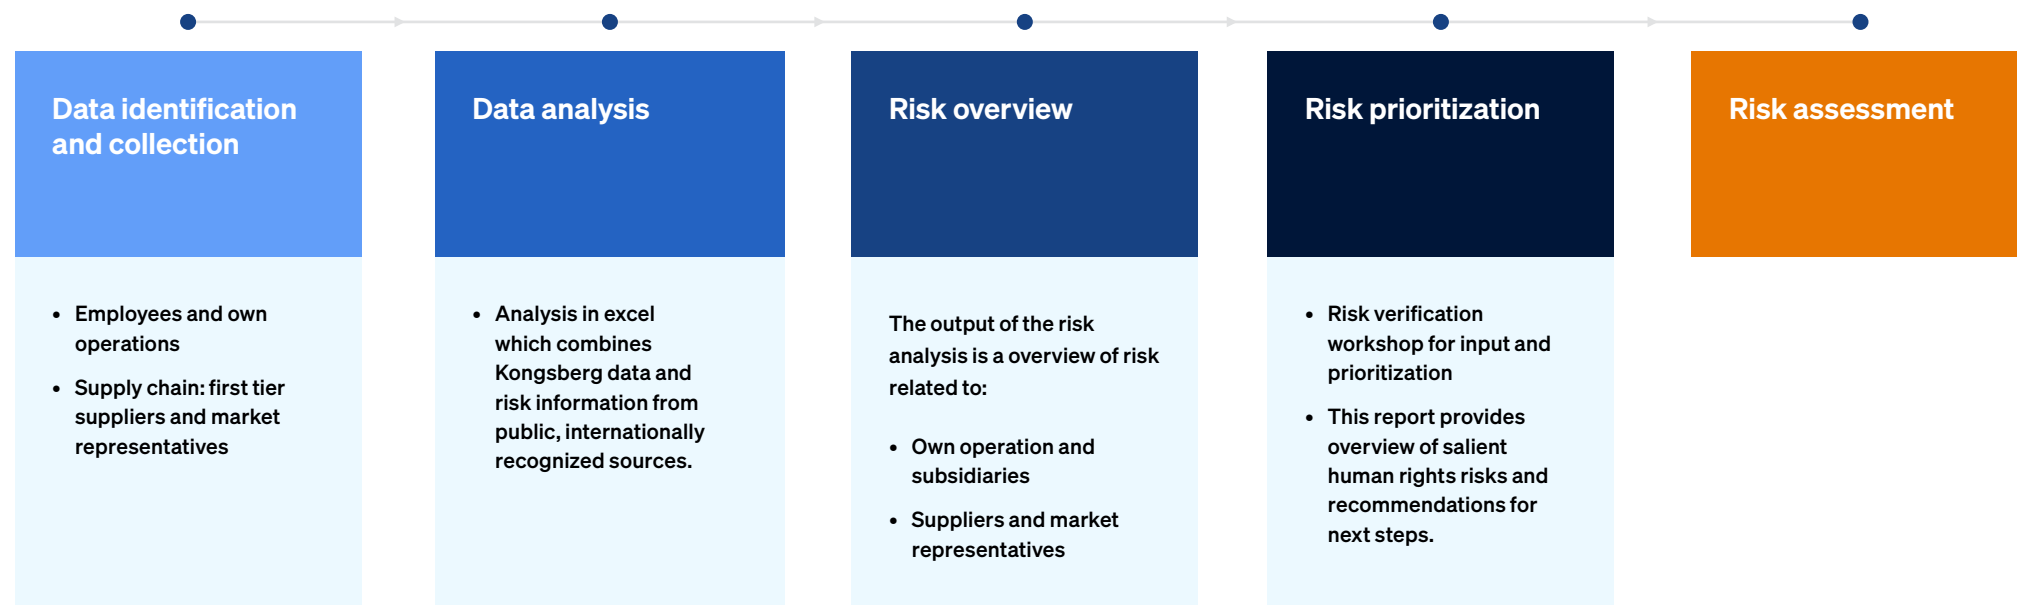 Data identification
and collection
• Employees and own
operations
• Supply chain: first tier
suppliers and market
representatives
Data analysis
• Analysis in excel
which combines
Kongsberg data and
risk information from
public, internationally
recognized sources.
Risk overview
The output of the risk
analysis is a overview of risk
related to:
• Own operation and
subsidiaries
• Suppliers and market
representatives
Risk prioritization
• Risk verification
workshop for input and
prioritization
• This report provides
overview of salient
human rights risks and
recommendations for
next steps.
Risk assessment